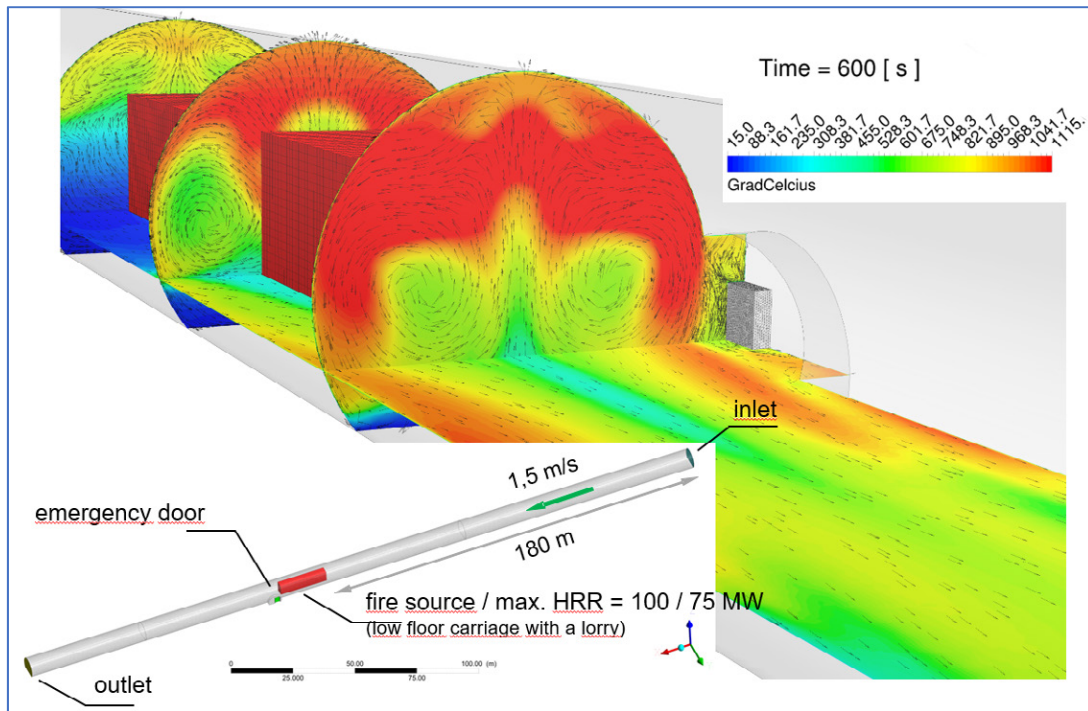 Time = 600 [ s ]
15.0
88.3
161.7
235.0
308.3
381.7
455.0
528.3
601.7
675.0
748.3
821.7
895.0
968.3
1041.7
1115.
GradCelcius
inlet
1,5 m/s
emergency door
180 m
fire source / max. HRR = 100 / 75 MW
(low floor carriage with a lorry)
0 50.00 100.00 (m)
25.000 75.00
outlet